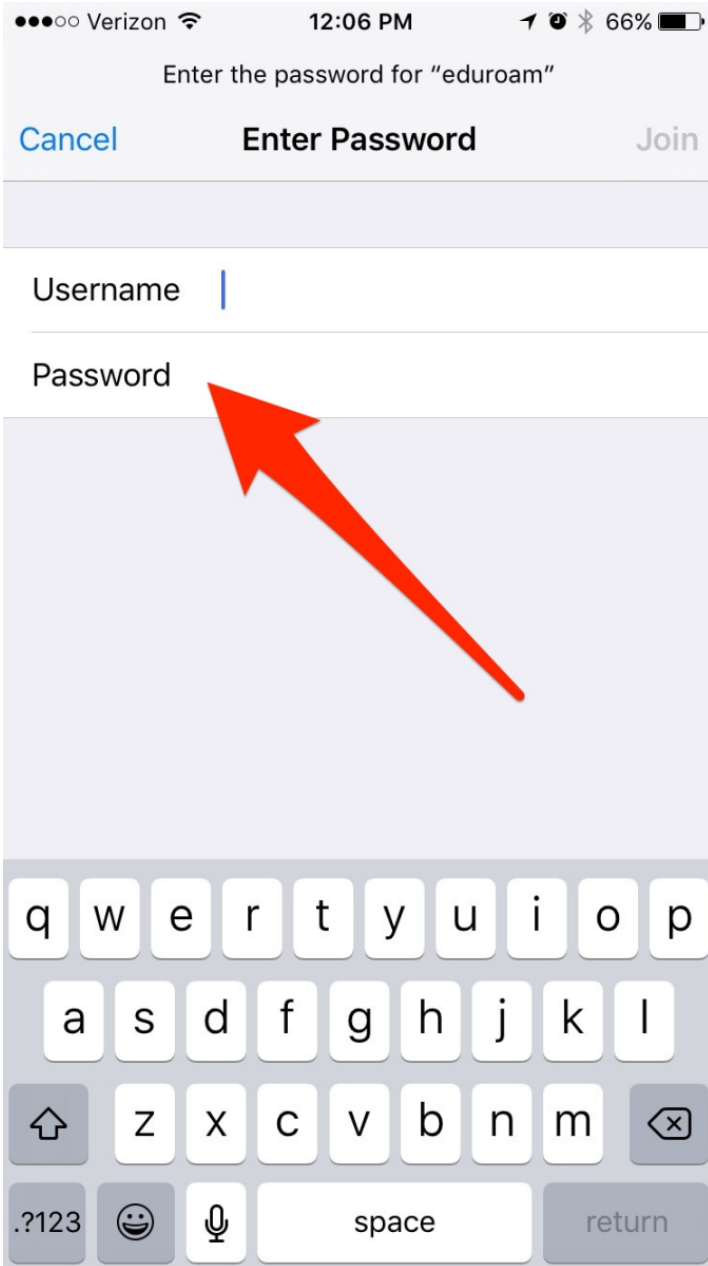 Verizon 12:06 PM 66%
Enter the password for “eduroam”
Cancel Enter Password Join
Username
Password
q w e r t y u i o p
a s d f g h j k l
z x c v b n m
.?123 space return